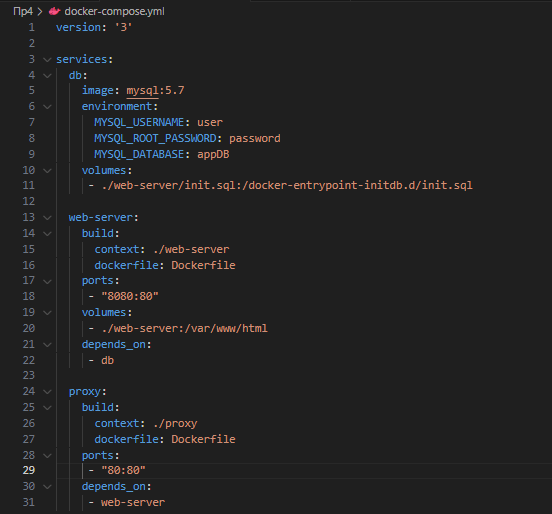 Пр4 > docker-compose.yml
1 version: '3'
2
3 services:
4 db:
5 image: mysql:5.7
6 environment:
7 MYSQL_USERNAME: user
8 MYSQL_ROOT_PASSWORD: password
9 MYSQL_DATABASE: appDB
10 volumes:
11 - ./web-server/init.sql:/docker-entrypoint-initdb.d/init.sql
12
13 web-server:
14 build:
15 context: ./web-server
16 dockerfile: Dockerfile
17 ports:
18 - "8080:80"
19 volumes:
20 - ./web-server:/var/www/html
21 depends_on:
22 - db
23
24 proxy:
25 build:
26 context: ./proxy
27 dockerfile: Dockerfile
28 ports:
29 - "80:80"
30 depends_on:
31 - web-server